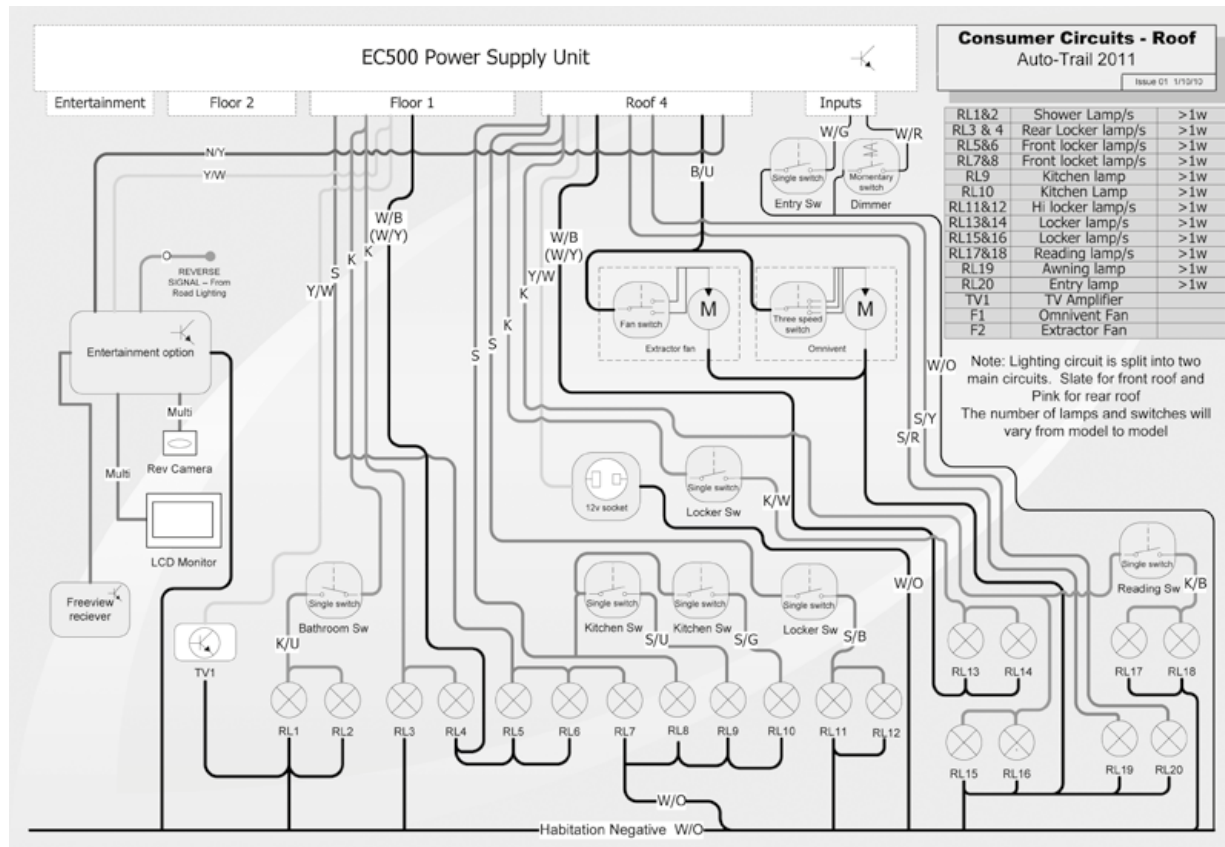 EC500 Power Supply Unit
Consumer Circuits - Roof
Auto-Trail 2011
Issue 01 1/10/10
Entertainment
Floor 2
Floor 1
Roof 4
Inputs
RL1&2 Shower Lamp/s >1w
RL3 & 4 Rear Locker lamp/s >1w
RL5&6 Front locker lamp/s >1w
RL7&8 Front locket lamp/s >1w
RL9 Kitchen lamp >1w
RL10 Kitchen Lamp >1w
RL11&12 Hi locker lamp/s >1w
RL13&14 Locker lamp/s >1w
RL15&16 Locker lamp/s >1w
RL17&18 Reading lamp/s >1w
RL19 Awning lamp >1w
RL20 Entry lamp >1w
TV1 TV Amplifier
F1 Omnivent Fan
F2 Extractor Fan
Note: Lighting circuit is split into two
main circuits. Slate for front roof and
Pink for rear roof
The number of lamps and switches will
vary from model to model
W/G
W/R
N/Y
Y/W
B/U
Single switch
Entry Sw
Momentary
switch
Dimmer
W/B
(W/Y)
W/B
(W/Y)
K
K
S
Y/W
Y/W
K
K
S
S
O
REVERSE
SIGNAL – From
Road Lighting
Entertainment option
Fan switch
M
Extractor fan
Three speed
switch
M
Omnivent
W/O
S/Y
S/R
Multi
Rev Camera
Multi
LCD Monitor
Freeview
reciever
12v socket
Single switch
Locker Sw
K/W
W/O
Single switch
Reading Sw
K/B
Single switch
Bathroom Sw
K/U
Single switch
Kitchen Sw
S/U
Single switch
Kitchen Sw
S/G
Single switch
Locker Sw
S/B
TV1
RL13
RL14
RL17
RL18
RL1
RL2
RL3
RL4
RL5
RL6
RL7
RL8
RL9
RL10
RL11
RL12
RL15
RL16
RL19
RL20
W/O
Habitation Negative W/O